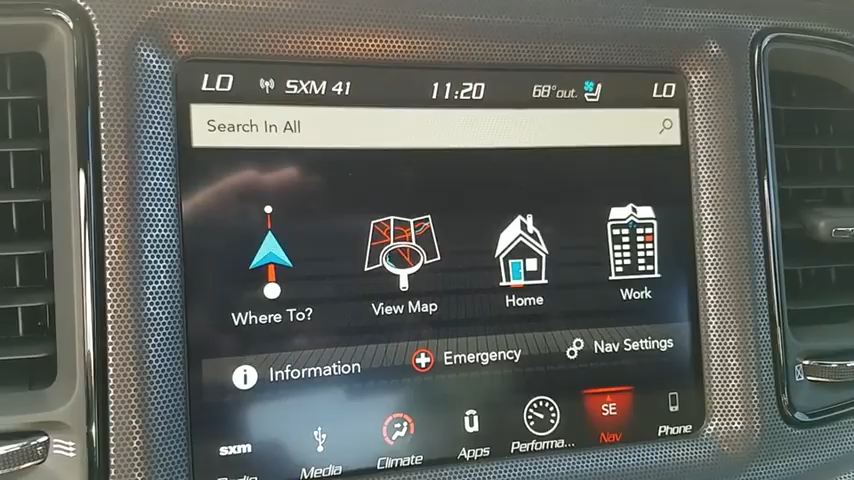 LO SXM 41 11:20 68° out. LO
Search In All
Where To? View Map Home Work
Information Emergency Nav Settings
sxm SE
Radio Media Climate Apps Performa... Nav Phone